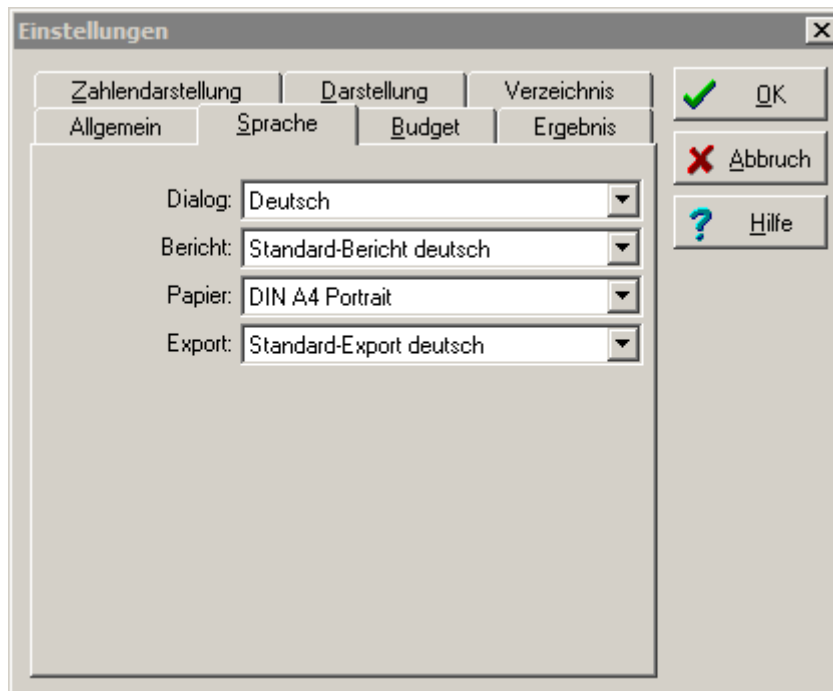 Einstellungen
Zahlendarstellung Darstellung Verzeichnis
Allgemein Sprache Budget Ergebnis
Dialog: Deutsch
Bericht: Standard-Bericht deutsch
Papier: DIN A4 Portrait
Export: Standard-Export deutsch
OK
Abbruch
? Hilfe